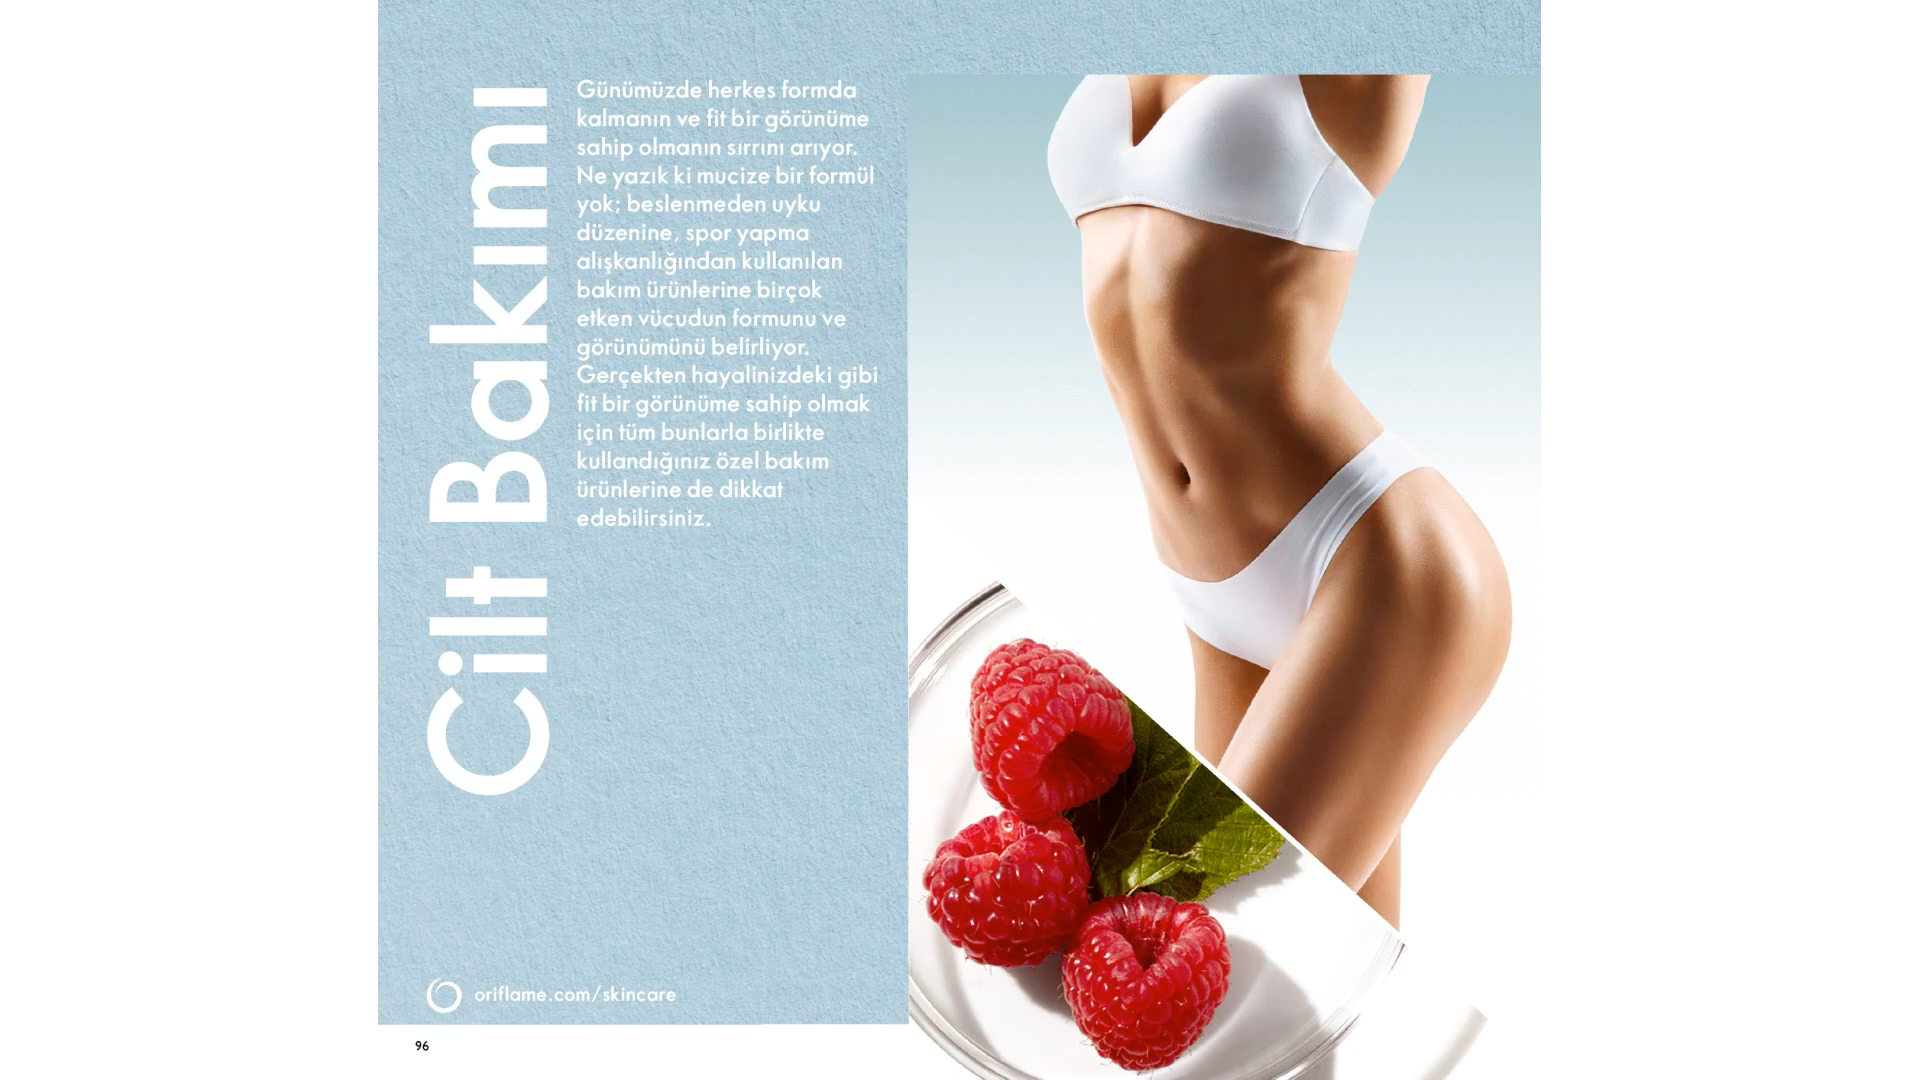 Cilt Bakımı
Günümüzde herkes formda
kalmanın ve fit bir görünüme
sahip olmanın sırrını arıyor.
Ne yazık ki mucize bir formül
yok; beslenmeden uyku
düzenine, spor yapma
alışkanlığından kullanılan
bakım ürünlerine birçok
etken vücudun formunu ve
görünümünü belirliyor.
Gerçekten hayalinizdeki gibi
fit bir görünüme sahip olmak
için tüm bunlarla birlikte
kullandığınız özel bakım
ürünlerine de dikkat
edebilirsiniz.
oriflame.com/skincare
96